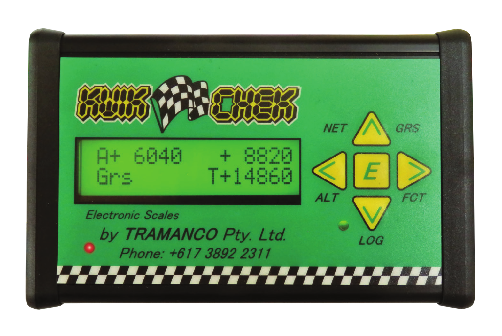 KWIK CHEK
NET GRS
A+ 6040 + 8820
Grs T+14860
E
ALT FCT
LOG
Electronic Scales
by TRAMANCO Pty. Ltd.
Phone: +617 3892 2311